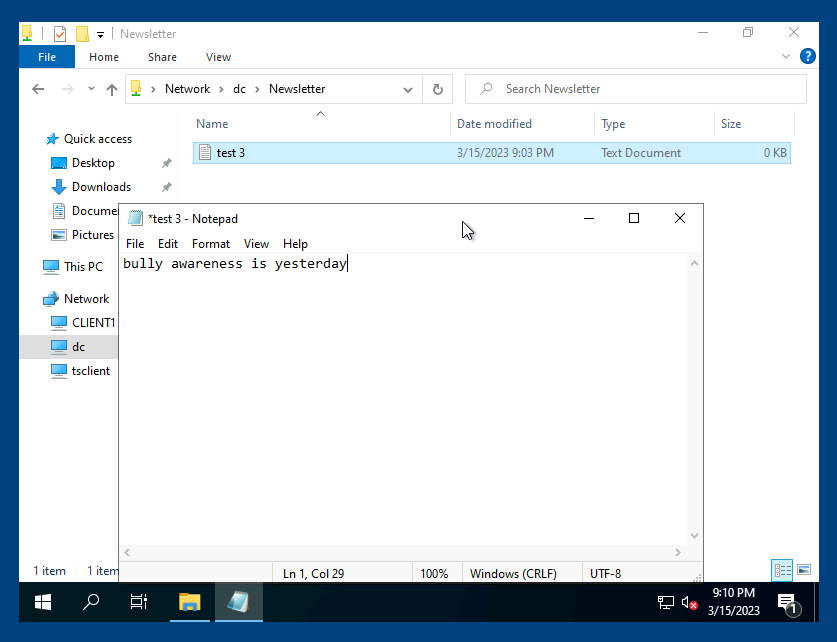 Newsletter
File Home Share View
Network dc Newsletter
Search Newsletter
Name Date modified Type Size
test 3 3/15/2023 9:03 PM Text Document 0 KB
Quick access
Desktop
Downloads
Pictures
This PC
Network
CLIENT1
dc
tsclient
*test 3 - Notepad
File Edit Format View Help
bully awareness is yesterday
Ln 1, Col 29 100% Windows (CRLF) UTF-8
1 item 1 item
9:10 PM
3/15/2023
1